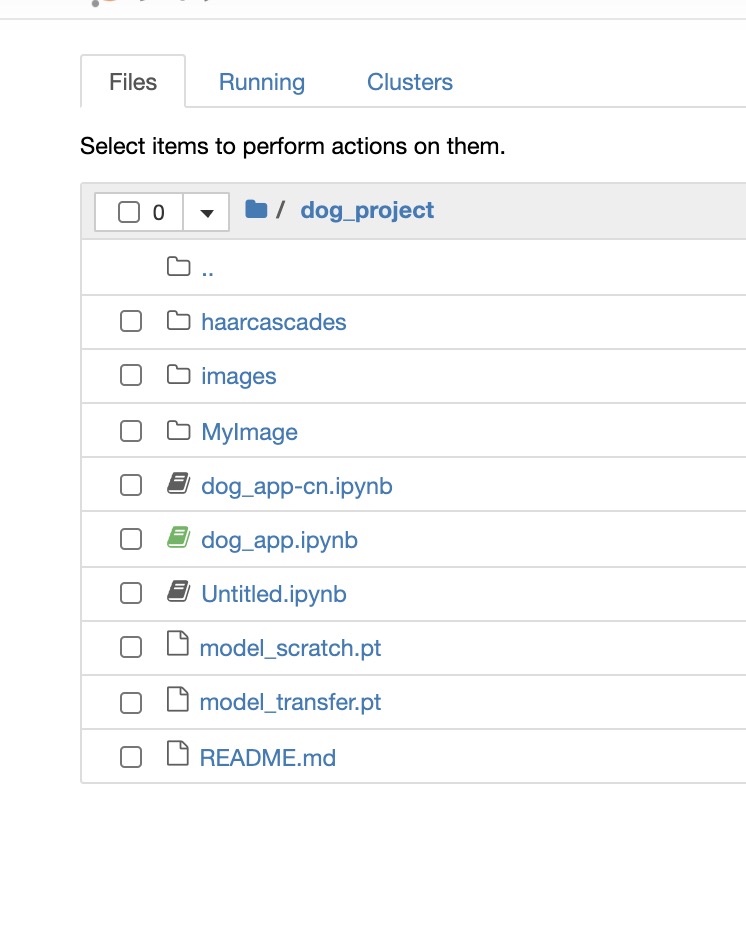 Files Running Clusters
Select items to perform actions on them.
0 / dog_project
..
haarcascades
images
MyImage
dog_app-cn.ipynb
dog_app.ipynb
Untitled.ipynb
model_scratch.pt
model_transfer.pt
README.md